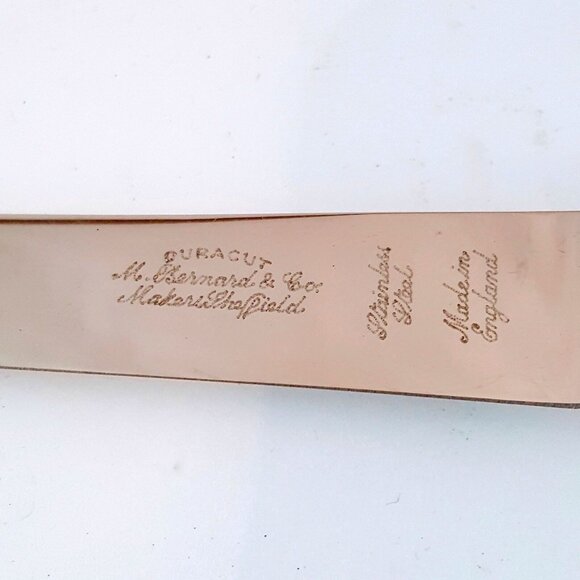 DURACUT
M. Bernard & Co.
Makers Sheffield
Stainless
Steel
Made in
England